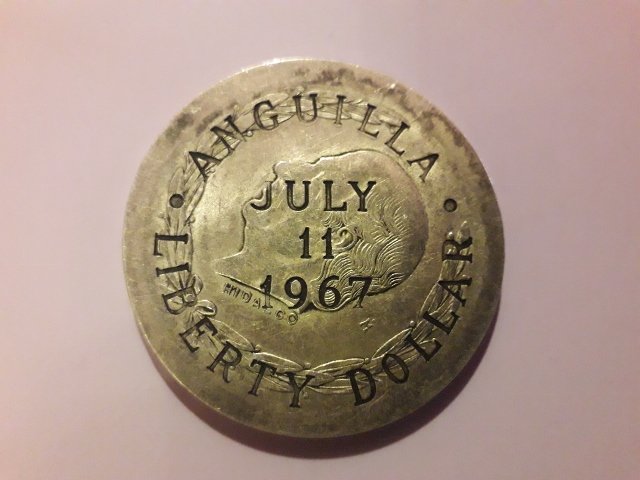 ANGUILLA
JULY
11
1967
HIDALGO
LIBERTY DOLLAR